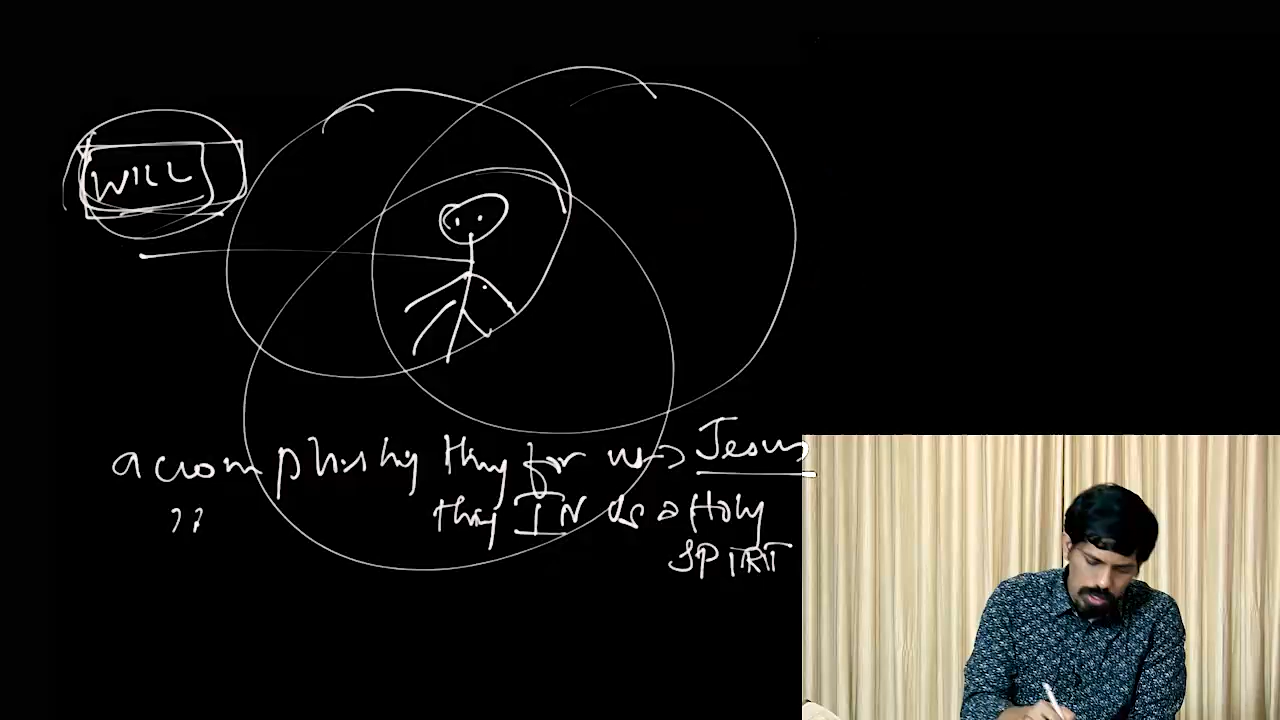 WILL
accomplishing thing for us → Jesus
" thing IN us → Holy
SPIRIT